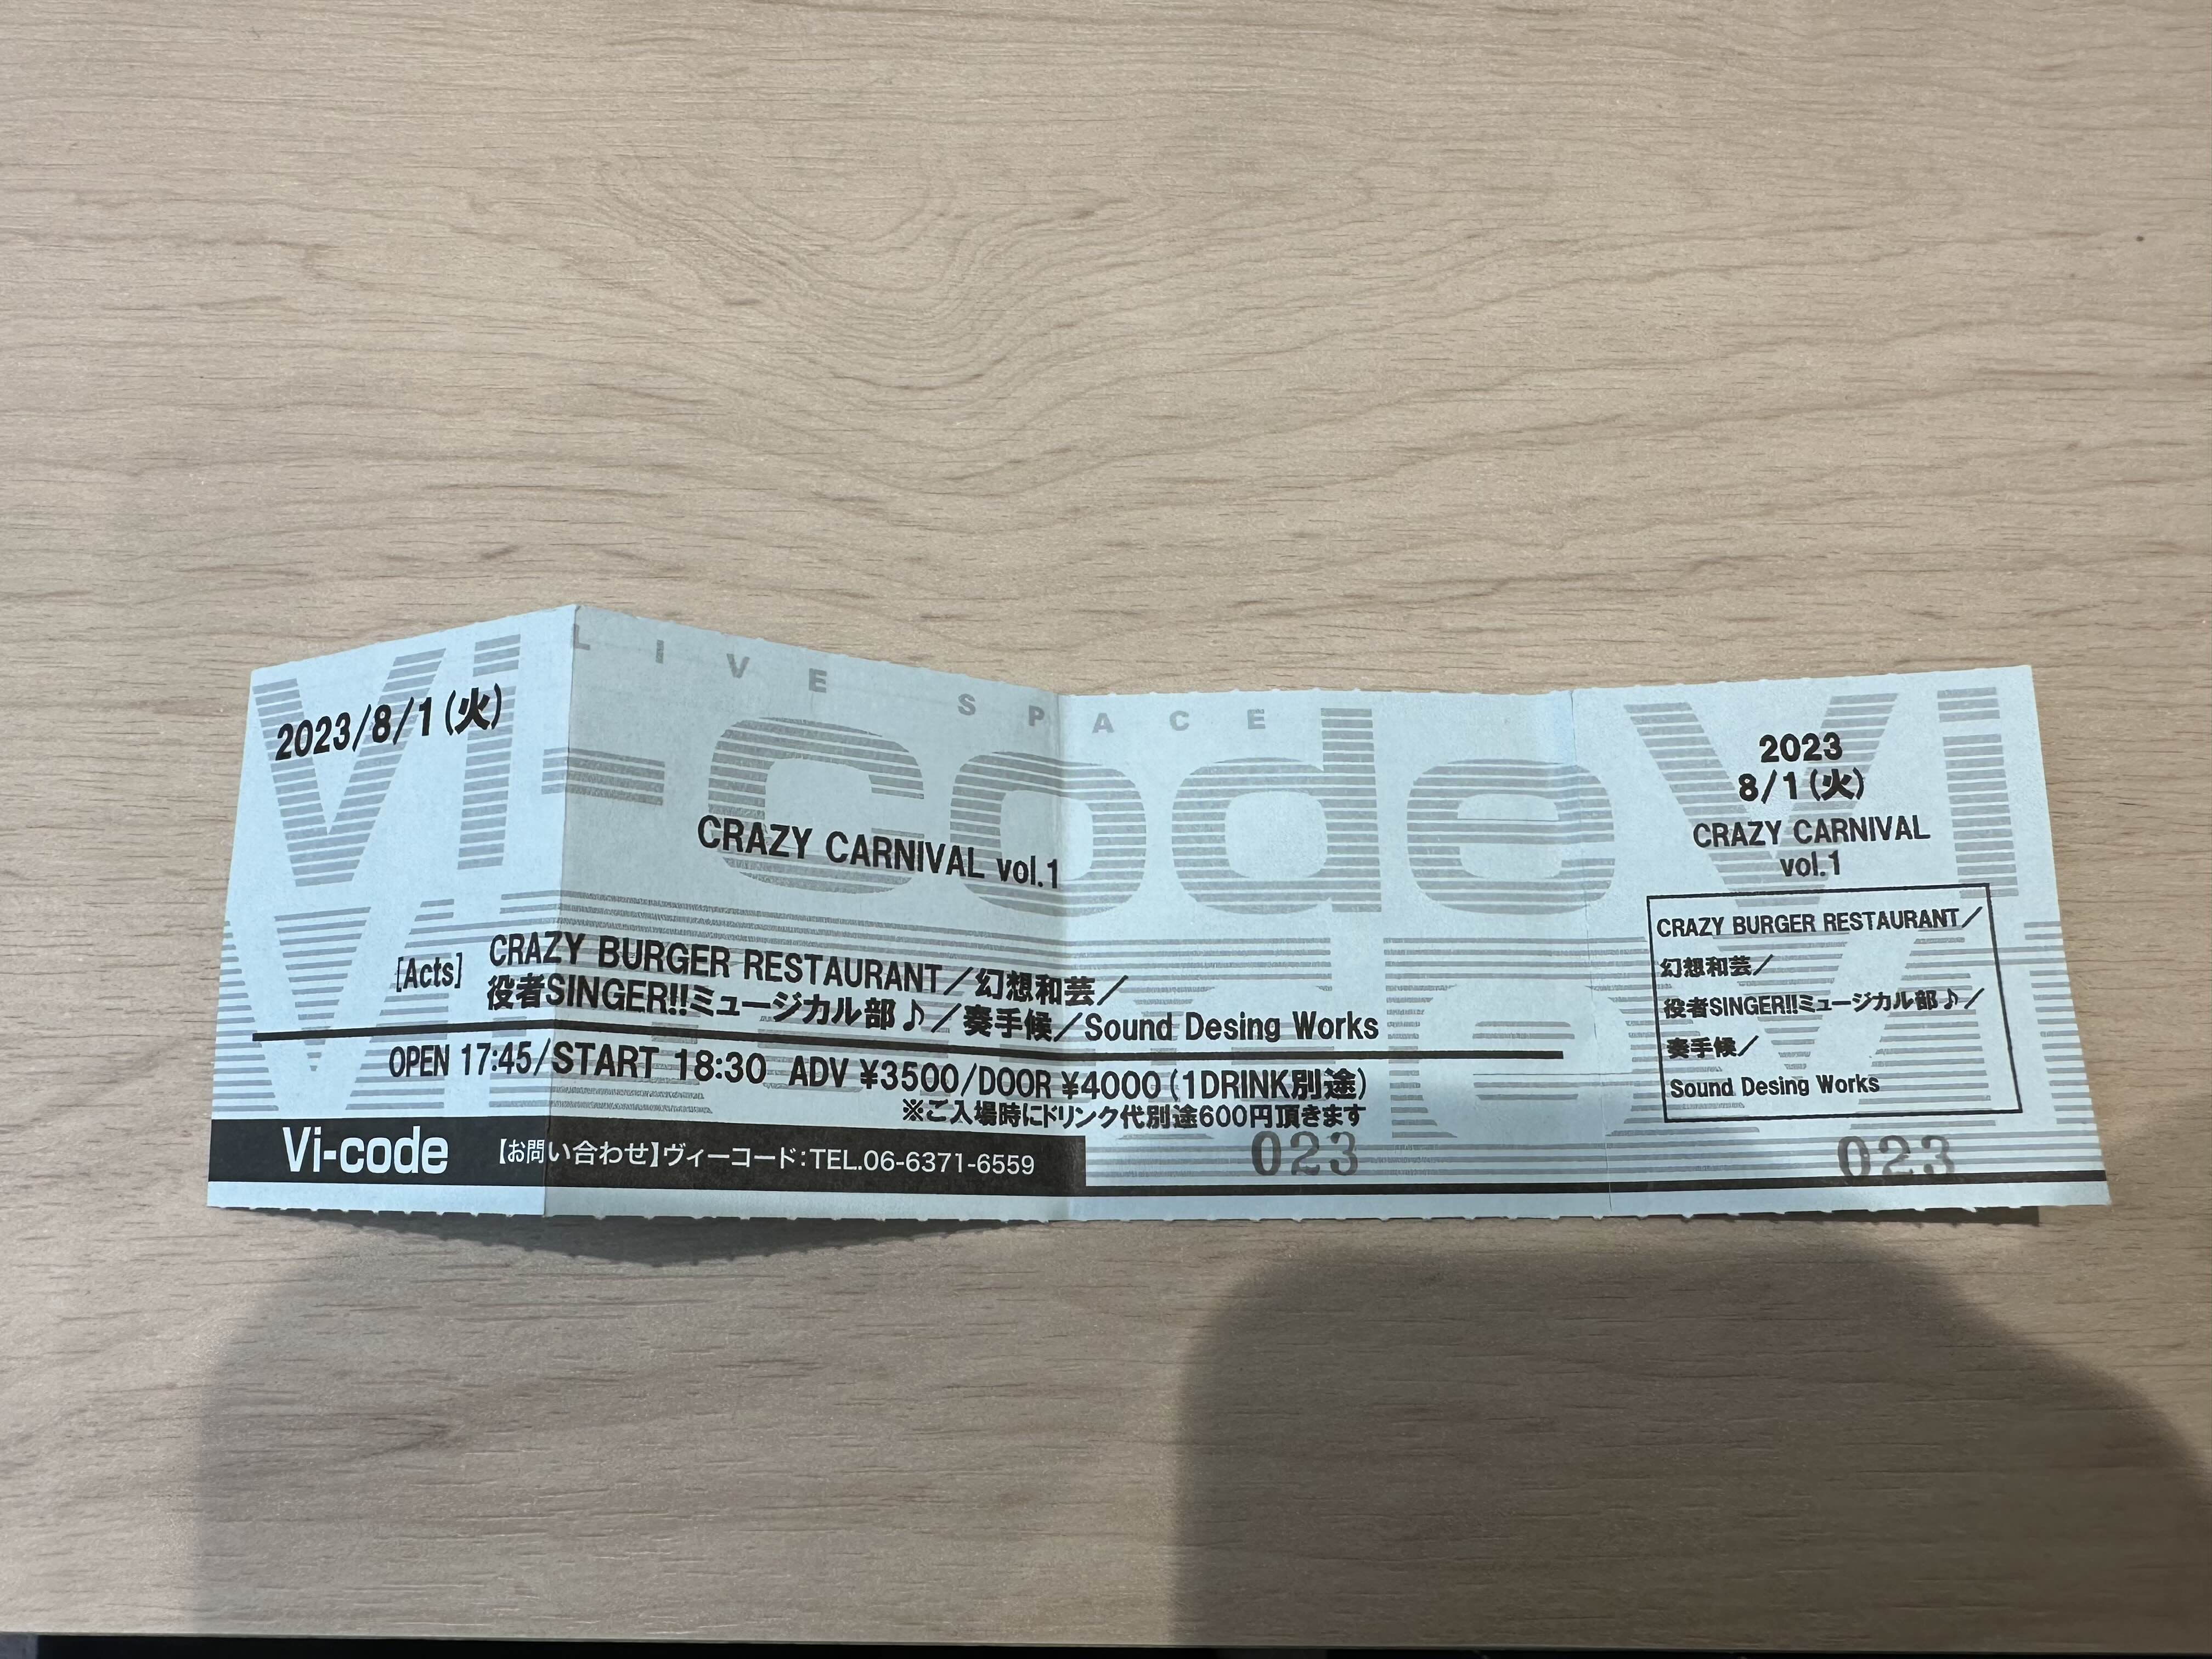 2023/8/1(火)
LIVE SPACE
Vi-code
CRAZY CARNIVAL vol.1
[Acts] CRAZY BURGER RESTAURANT/幻想和芸/
役者SINGER!!ミュージカル部♪/奏手候/Sound Desing Works
OPEN 17:45/START 18:30 ADV ¥3500/DOOR ¥4000(1DRINK別途)
※ご入場時にドリンク代別途600円頂きます
Vi-code 【お問い合わせ】ヴィーコード:TEL.06-6371-6559
023
Vi
2023
8/1(火)
CRAZY CARNIVAL
vol.1
CRAZY BURGER RESTAURANT/
幻想和芸/
役者SINGER!!ミュージカル部♪/
奏手候/
Sound Desing Works
023